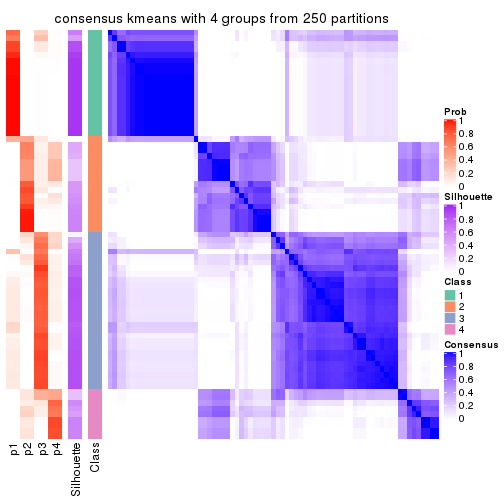 consensus kmeans with 4 groups from 250 partitions
Prob
1
0.8
0.6
0.4
0.2
0
Silhouette
1
0.8
0.6
0.4
0.2
0
Class
1
2
3
4
Consensus
1
0.8
0.6
0.4
0.2
0
p1
p2
p3
p4
Silhouette
Class